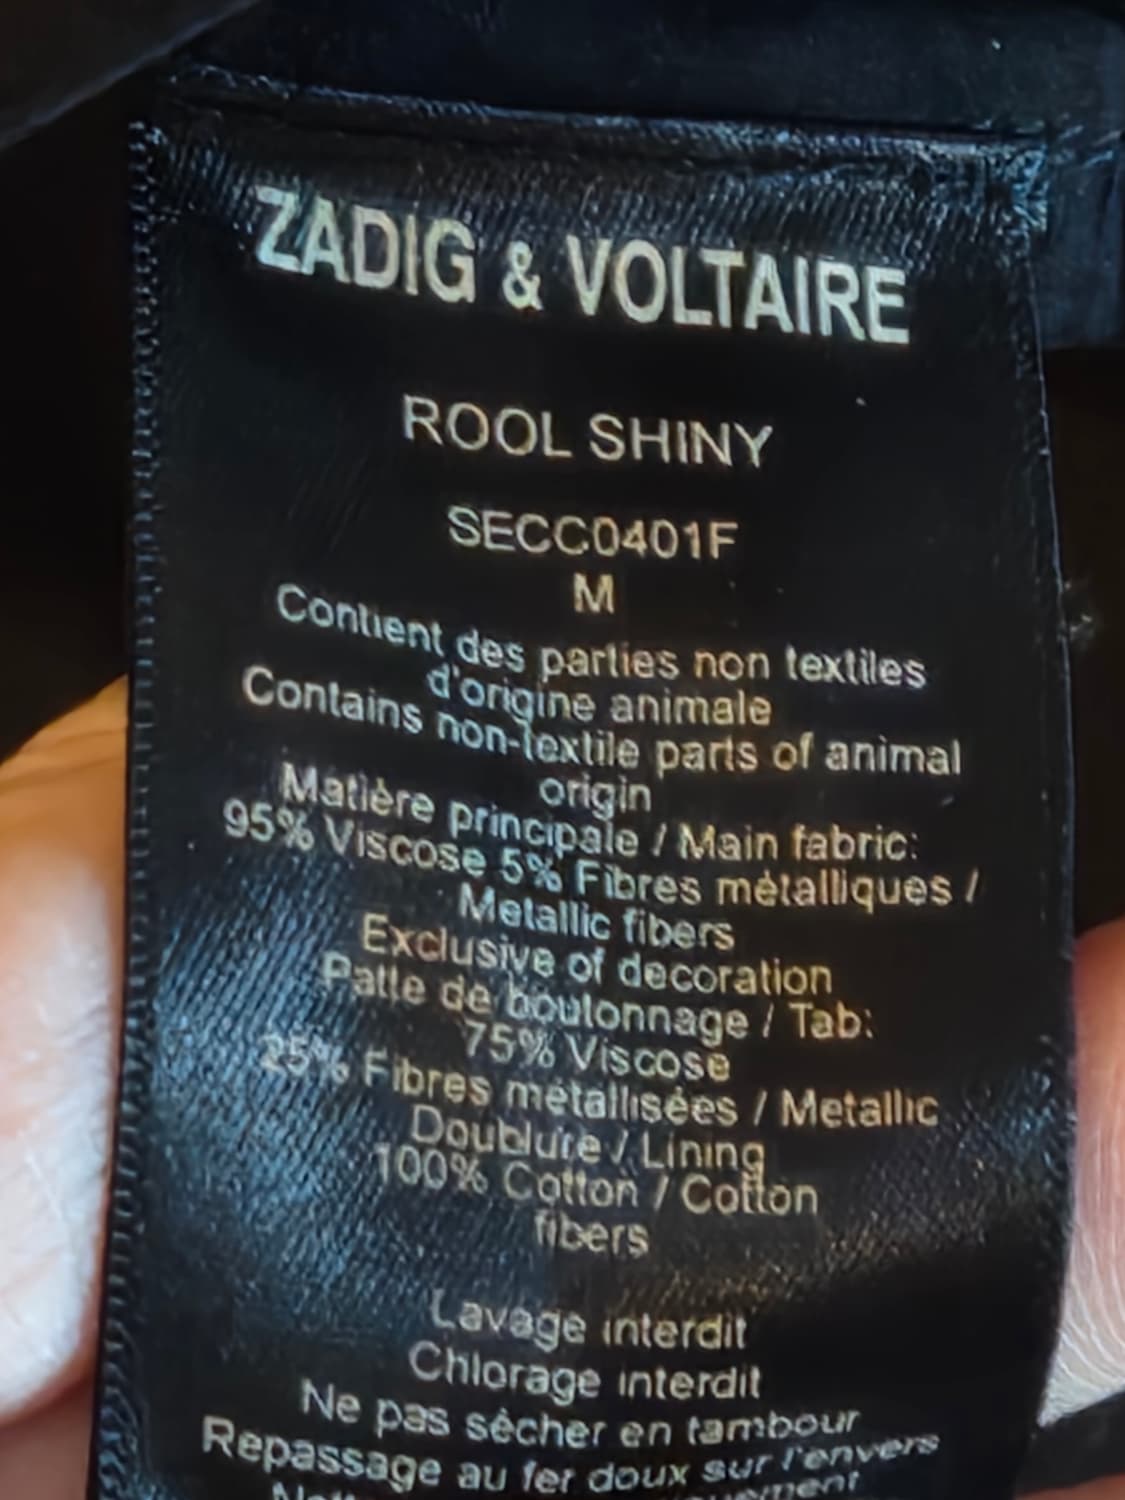 ZADIG & VOLTAIRE
ROOL SHINY
SECC0401F
M
Contient des parties non textiles
d'origine animale
Contains non-textile parts of animal
origin
Matière principale / Main fabric:
95% Viscose 5% Fibres métalliques /
Metallic fibers
Exclusive of decoration
Patte de boutonnage / Tab:
75% Viscose
25% Fibres métallisées / Metallic
Doublure / Lining
100% Cotton / Cotton
fibers
Lavage interdit
Chlorage interdit
Ne pas sécher en tambour
Repassage au fer doux sur l'envers